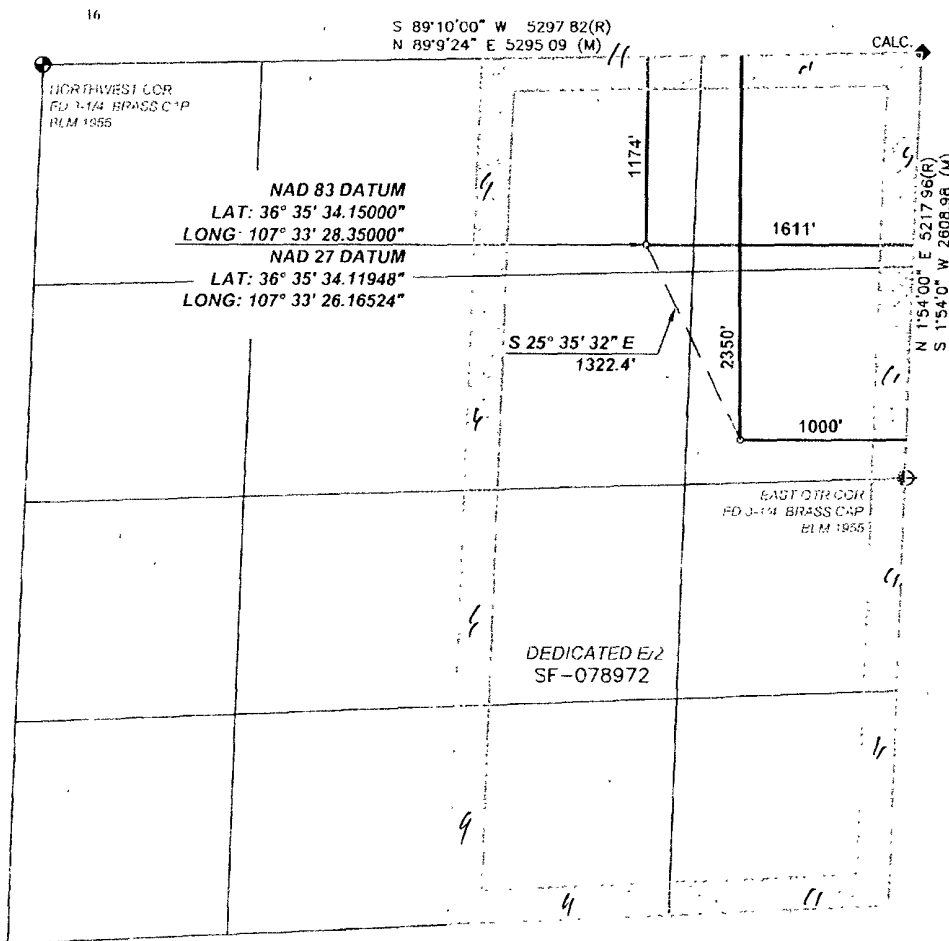 16
S 89°10'00" W 5297 82(R)
N 89°9'24" E 5295 09 (M)
CALC.
NORTHWEST COR
FD 3-1/4 BRASS CAP
BLM 1955
1174'
NAD 83 DATUM
LAT: 36° 35' 34.15000"
LONG: 107° 33' 28.35000"
NAD 27 DATUM
LAT: 36° 35' 34.11948"
LONG: 107° 33' 26.16524"
1611'
N 1°54'00" E 5217 96(R)
S 1°54'0" W 2608.98 (M)
S 25° 35' 32" E
1322.4'
2350'
1000'
EAST QTR COR
FD 3-1/4 BRASS CAP
BLM 1955
DEDICATED E/2
SF-078972